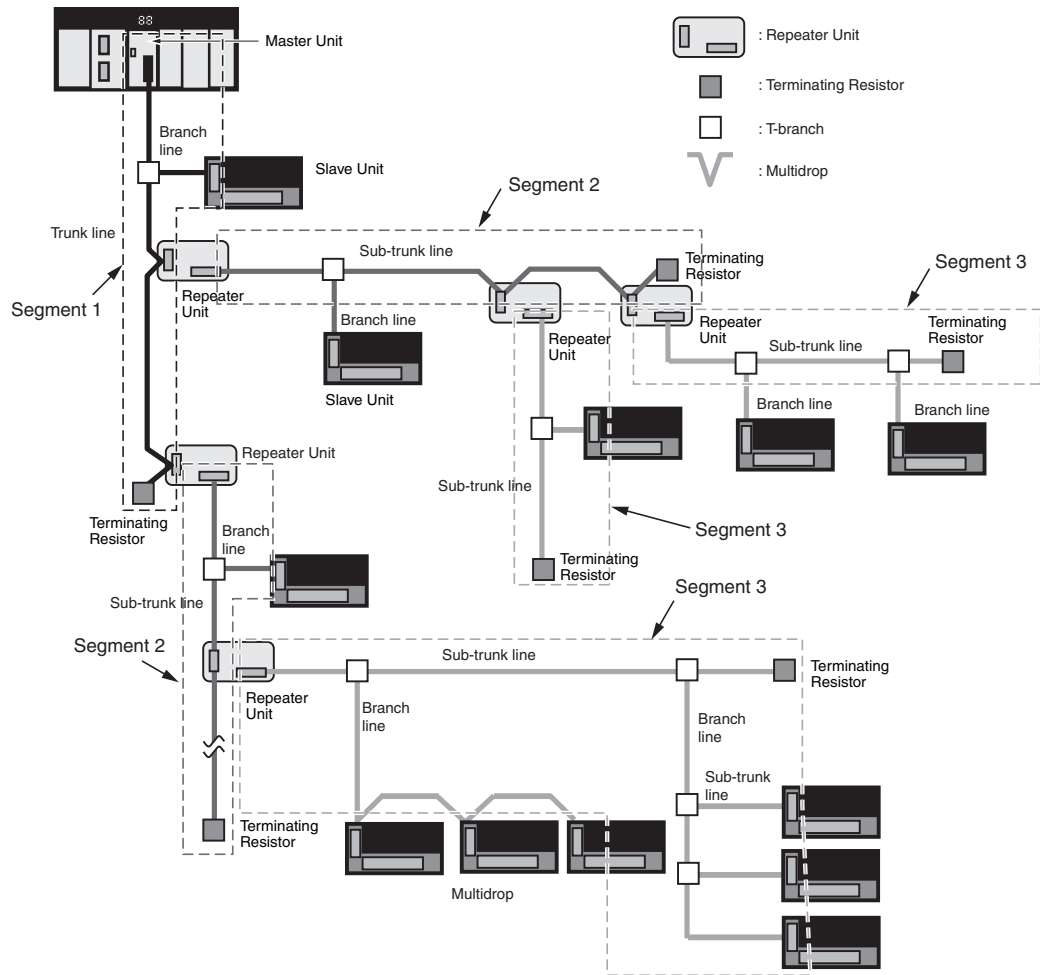 88
Master Unit
: Repeater Unit
: Terminating Resistor
: T-branch
: Multidrop
Branch
line
Slave Unit
Segment 2
Trunk line
Sub-trunk line
Terminating
Resistor
Segment 3
Segment 1
Repeater
Unit
Branch line
Repeater
Unit
Repeater
Unit
Terminating
Resistor
Sub-trunk line
Slave Unit
Branch line
Branch line
Repeater Unit
Sub-trunk line
Terminating
Resistor
Branch
line
Segment 3
Terminating
Resistor
Sub-trunk line
Segment 3
Segment 2
Sub-trunk line
Terminating
Resistor
Repeater
Unit
Branch
line
Branch
line
Sub-trunk
line
Terminating
Resistor
Multidrop